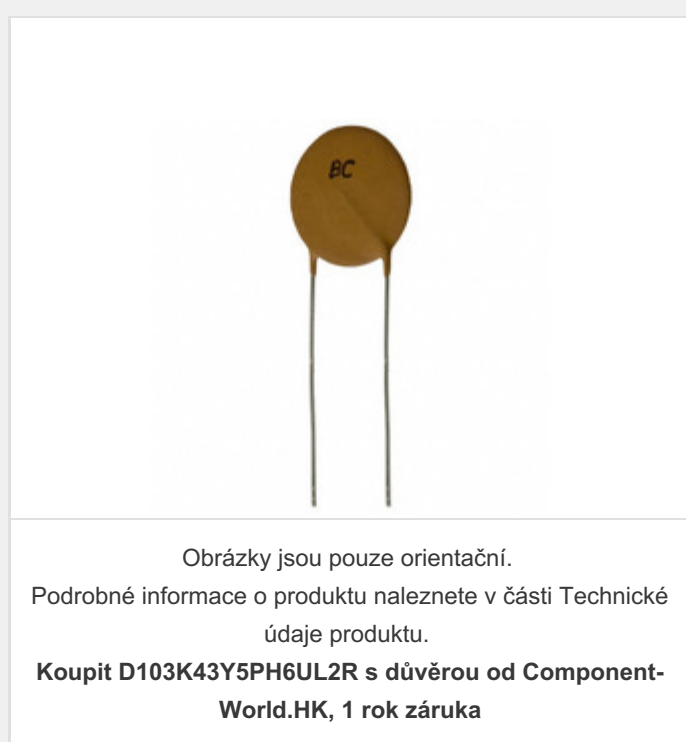 BC
Obrázky jsou pouze orientační.
Podrobné informace o produktu naleznete v části Technické
údaje produktu.
Koupit D103K43Y5PH6UL2R s důvěrou od Component-
World.HK, 1 rok záruka